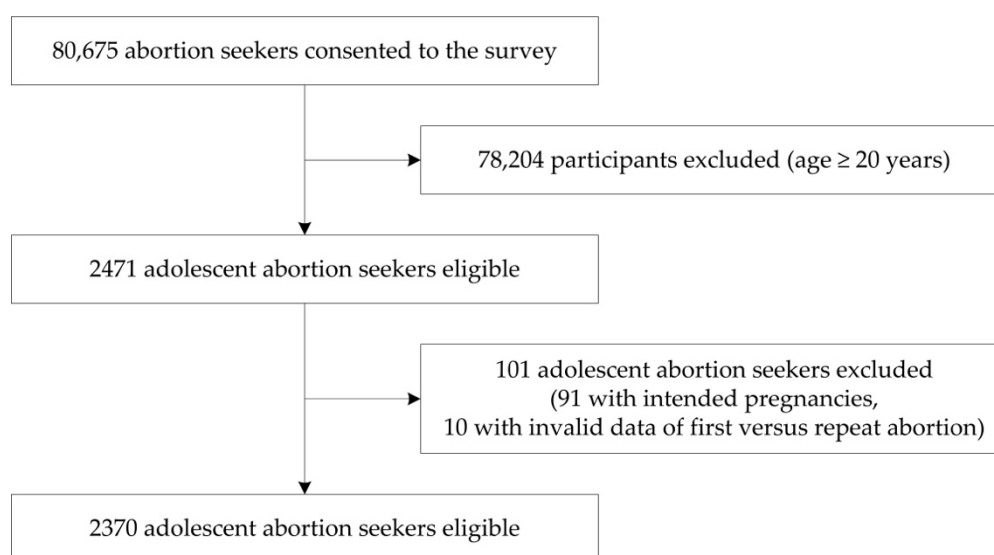 80,675 abortion seekers consented to the survey
78,204 participants excluded (age ≥ 20 years)
2471 adolescent abortion seekers eligible
101 adolescent abortion seekers excluded
(91 with intended pregnancies,
10 with invalid data of first versus repeat abortion)
2370 adolescent abortion seekers eligible